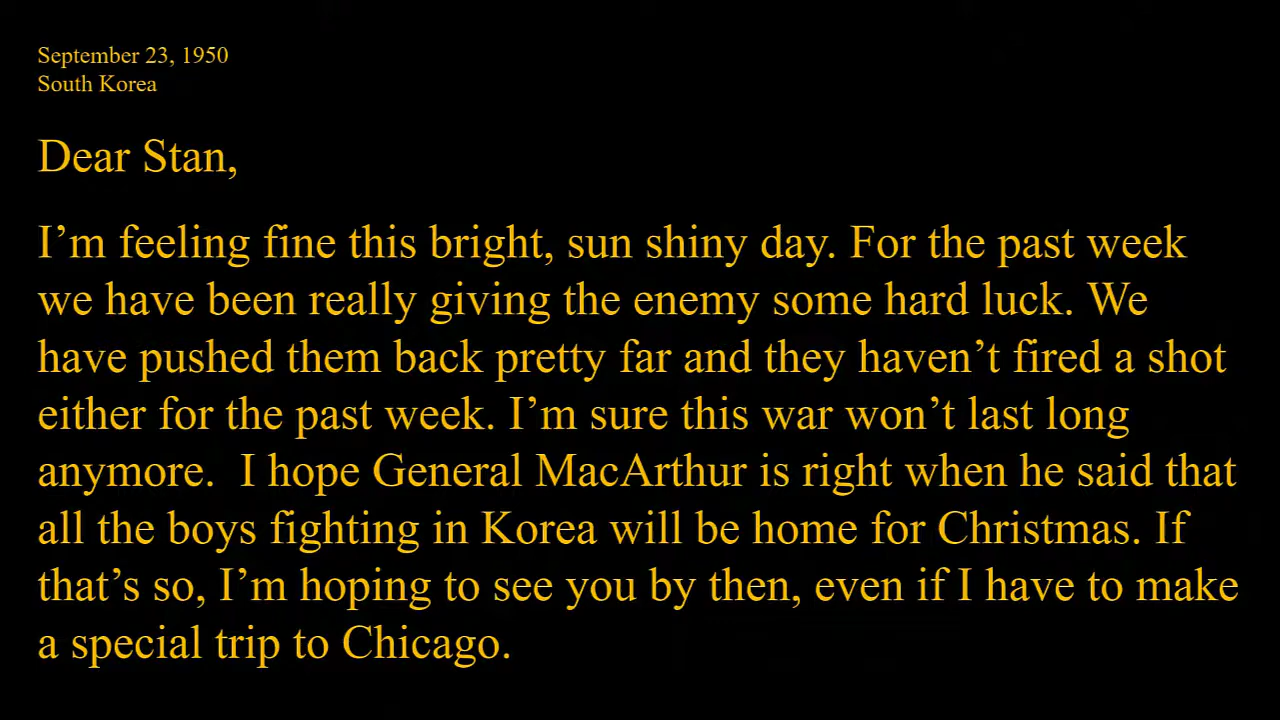 September 23, 1950
South Korea
Dear Stan,
I’m feeling fine this bright, sun shiny day. For the past week
we have been really giving the enemy some hard luck. We
have pushed them back pretty far and they haven’t fired a shot
either for the past week. I’m sure this war won’t last long
anymore.  I hope General MacArthur is right when he said that
all the boys fighting in Korea will be home for Christmas. If
that’s so, I’m hoping to see you by then, even if I have to make
a special trip to Chicago.